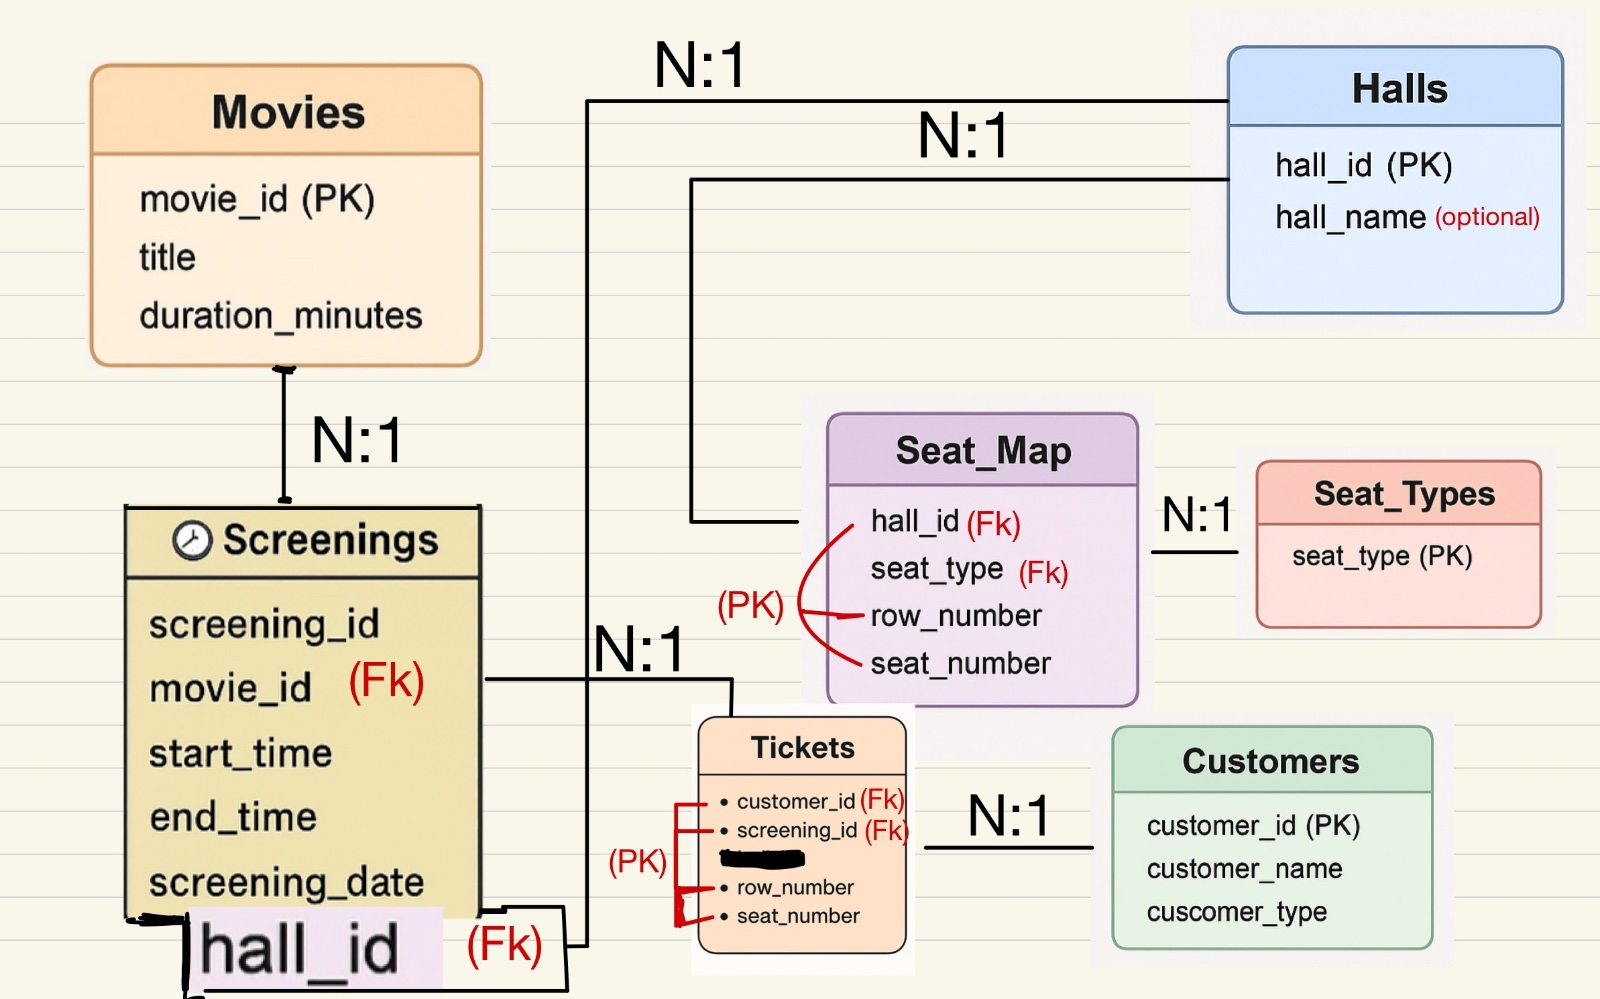 N:1
N:1
Movies
movie_id (PK)
title
duration_minutes
Halls
hall_id (PK)
hall_name (optional)
N:1
Screenings
screening_id
movie_id (Fk)
start_time
end_time
screening_date
hall_id (Fk)
Seat_Map
hall_id (Fk)
seat_type (Fk)
row_number
seat_number
(PK)
N:1
Seat_Types
seat_type (PK)
N:1
Tickets
• customer_id (Fk)
• screening_id (Fk)
• row_number
• seat_number
(PK)
N:1
Customers
customer_id (PK)
customer_name
cuscomer_type